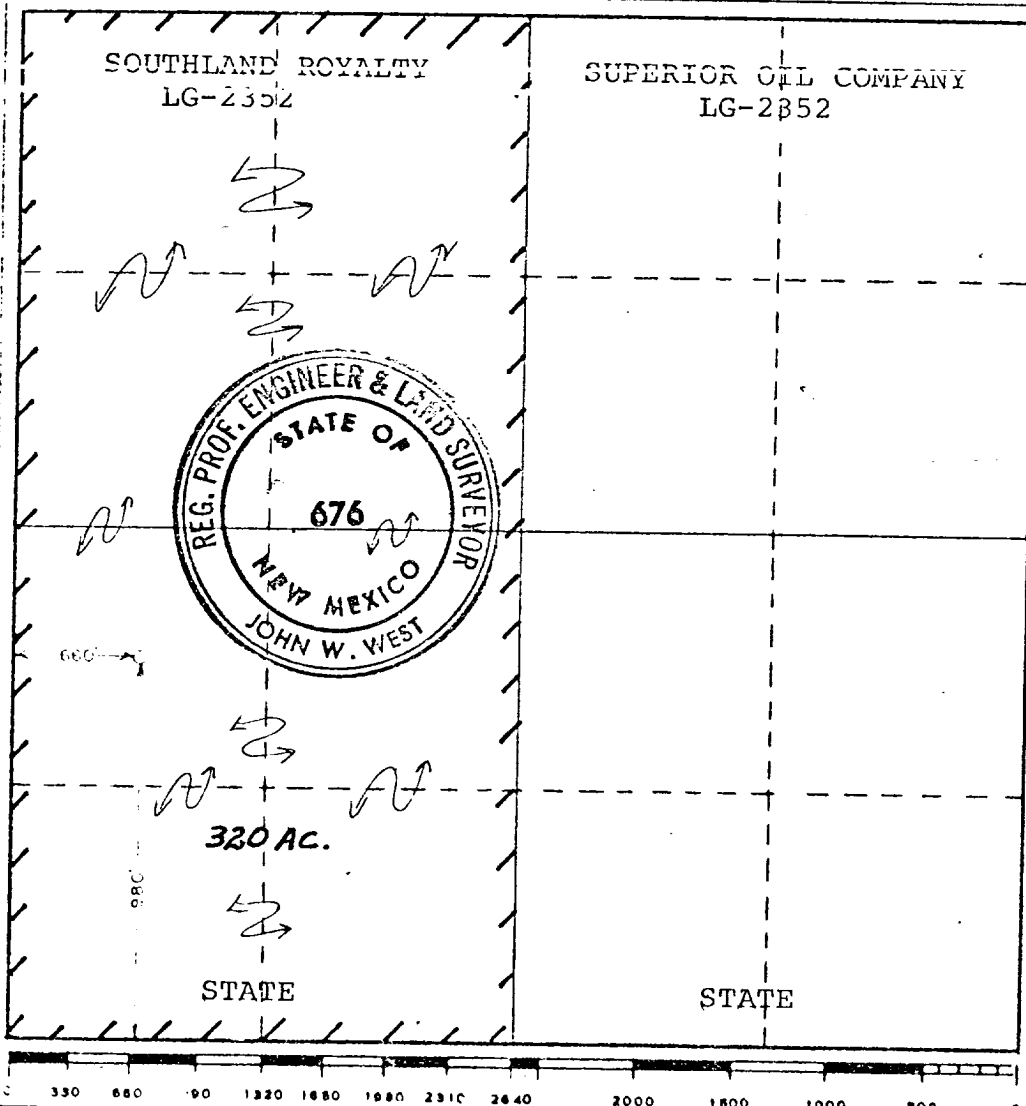 SOUTHLAND ROYALTY
LG-2352
SUPERIOR OIL COMPANY
LG-2352
REG. PROF. ENGINEER & LAND SURVEYOR
STATE OF
676
NEW MEXICO
JOHN W. WEST
660'
320 AC.
STATE
STATE
330 660 1320 1650 1980 2310 2640 2000 1500 1000